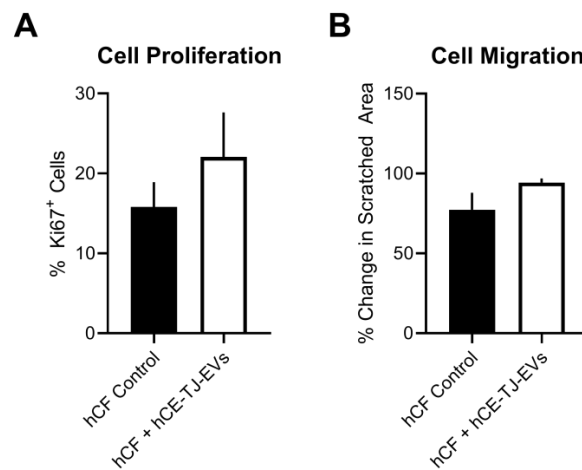 A
Cell Proliferation
% Ki67+ Cells
30
20
10
0
hCF Control
hCF + hCE-TJ-EVs
B
Cell Migration
% Change in Scratched Area
150
100
50
0
hCF Control
hCF + hCE-TJ-EVs